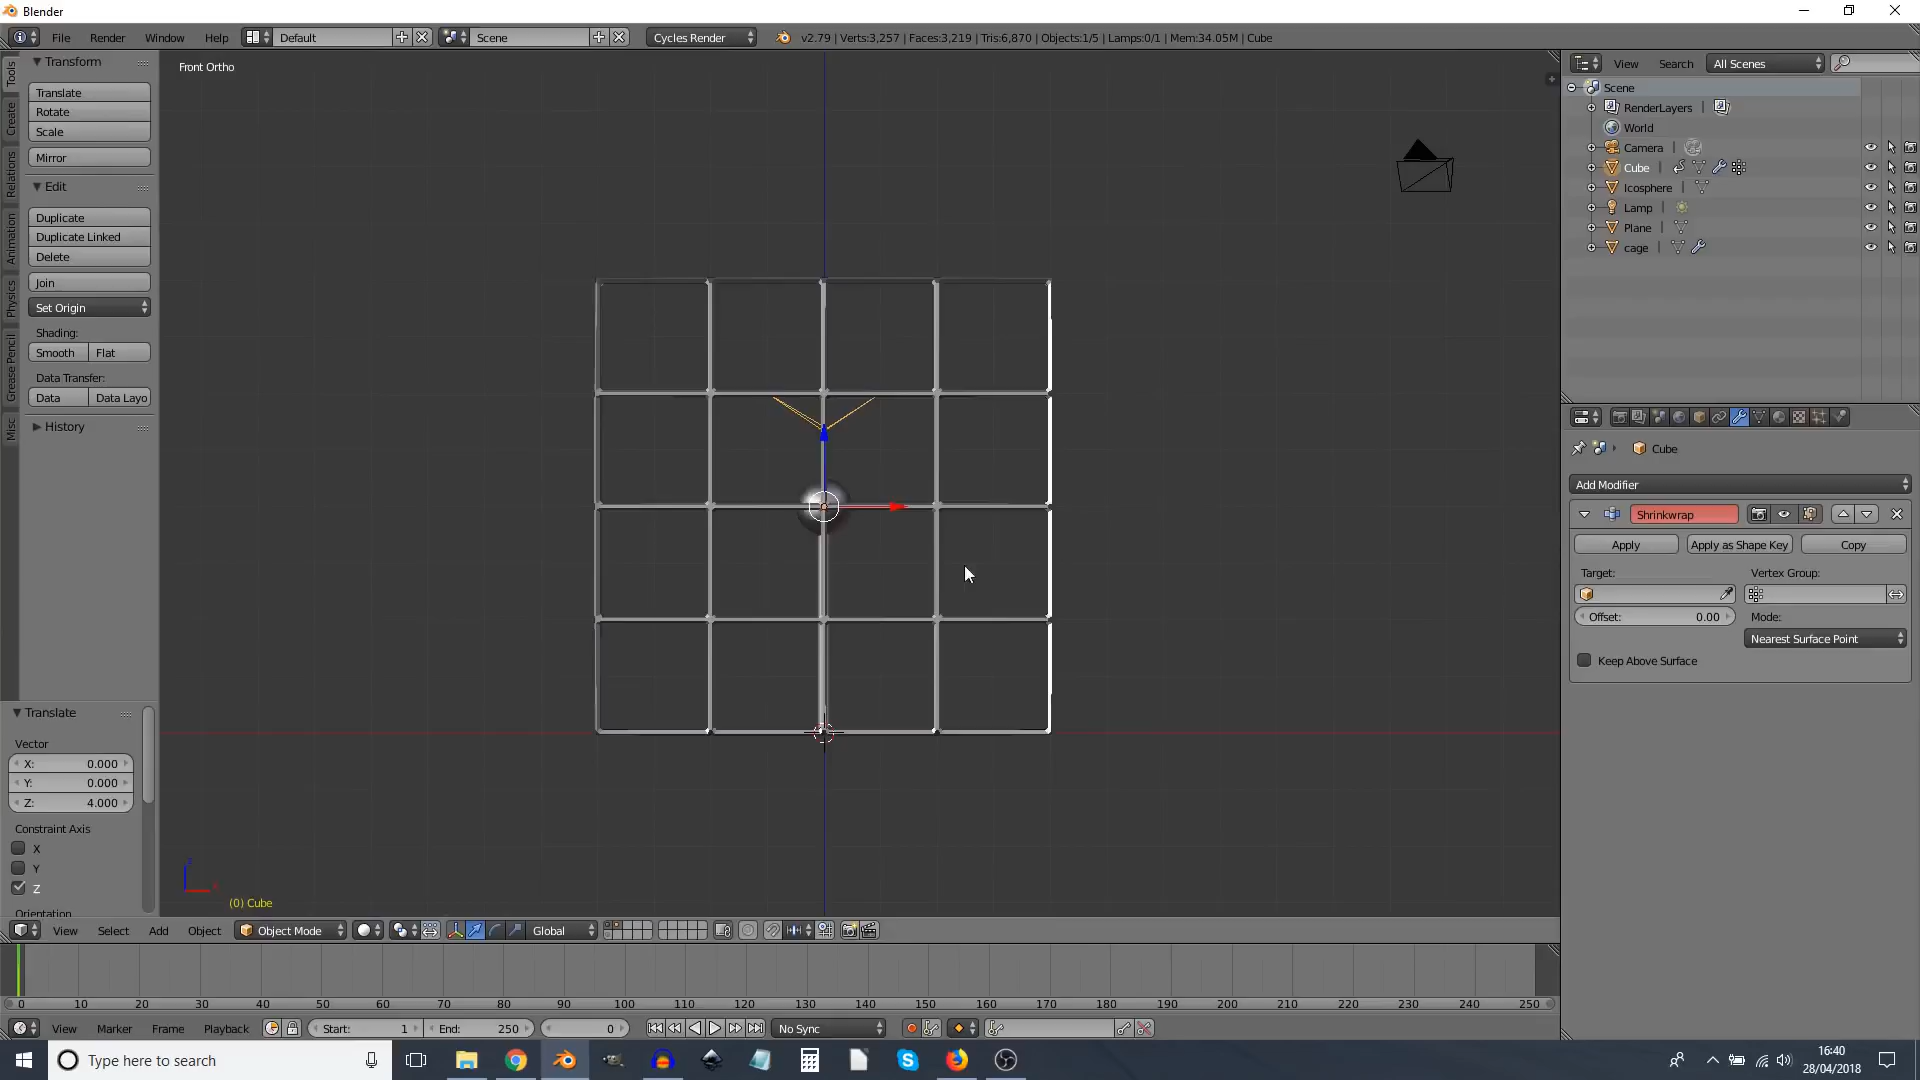 Blender
File Render Window Help Default Scene Cycles Render v2.79 | Verts:3,257 | Faces:3,219 | Tris:6,870 | Objects:1/5 | Lamps:0/1 | Mem:34.05M | Cube
Tools
Create
Relations
Animation
Physics
Grease Pencil
Misc
Transform
Translate
Rotate
Scale
Mirror
Edit
Duplicate
Duplicate Linked
Delete
Join
Set Origin
Shading:
Smooth Flat
Data Transfer:
Data Data Layo
History
Translate
Vector
X: 0.000
Y: 0.000
Z: 4.000
Constraint Axis
X
Y
Z
Orientation
Front Ortho
(0) Cube
View Search All Scenes
Scene
RenderLayers
World
Camera
Cube
Icosphere
Lamp
Plane
cage
Cube
Add Modifier
Shrinkwrap
Apply Apply as Shape Key Copy
Target: Vertex Group:
Offset: 0.00 Mode:
Nearest Surface Point
Keep Above Surface
View Select Add Object Object Mode Global
0 10 20 30 40 50 60 70 80 90 100 110 120 130 140 150 160 170 180 190 200 210 220 230 240 250
View Marker Frame Playback Start: 1 End: 250 0 No Sync
Type here to search
16:40
28/04/2018